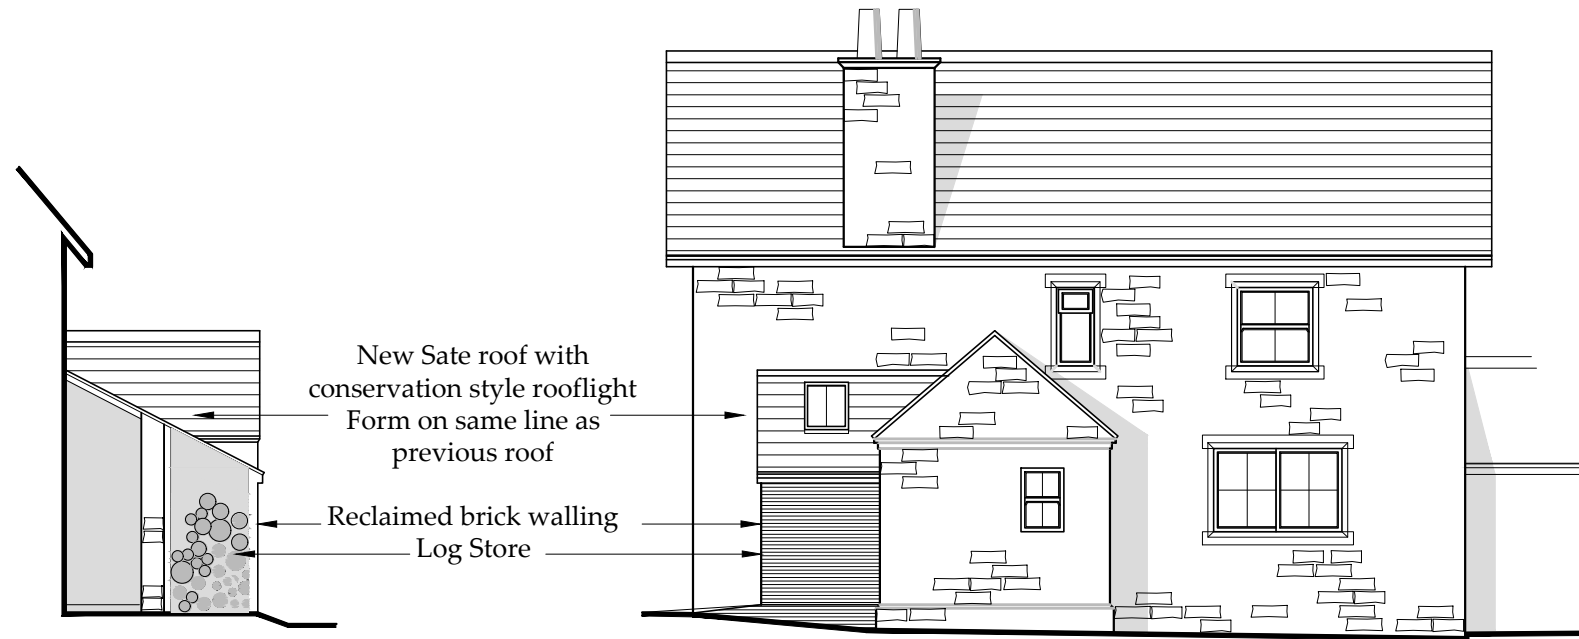 New Sate roof with
conservation style rooflight
Form on same line as
previous roof
Reclaimed brick walling
Log Store